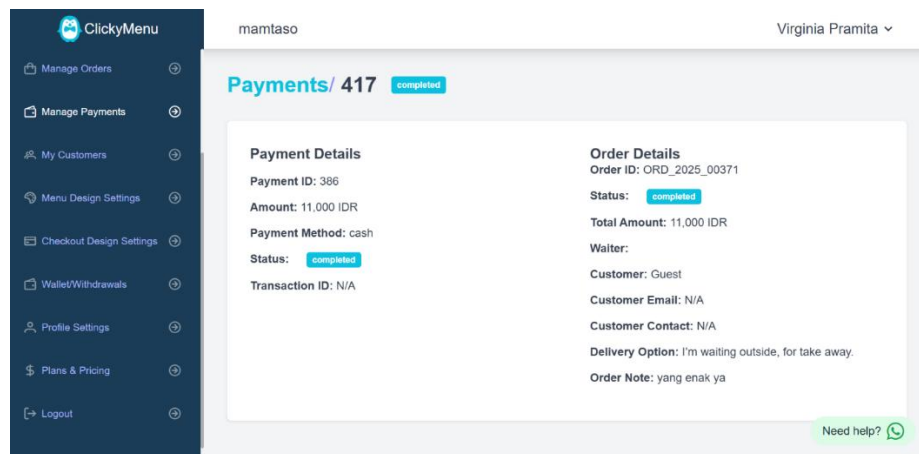 ClickyMenu
mamtaso
Virginia Pramita
Manage Orders
Manage Payments
My Customers
Menu Design Settings
Checkout Design Settings
Wallet/Withdrawals
Profile Settings
Plans & Pricing
Logout
Payments/ 417 completed
Payment Details
Payment ID: 386
Amount: 11,000 IDR
Payment Method: cash
Status: completed
Transaction ID: N/A
Order Details
Order ID: ORD_2025_00371
Status: completed
Total Amount: 11,000 IDR
Waiter:
Customer: Guest
Customer Email: N/A
Customer Contact: N/A
Delivery Option: I'm waiting outside, for take away.
Order Note: yang enak ya
Need help?